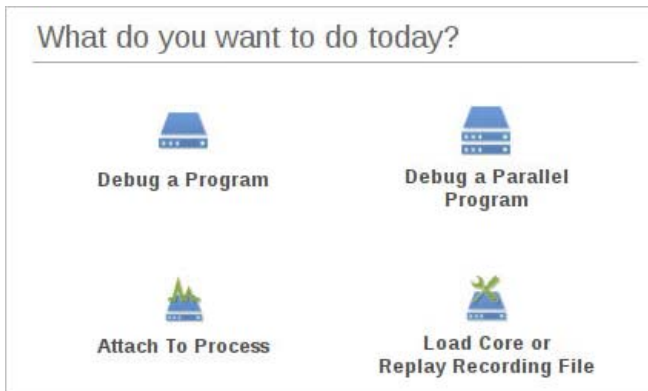 What do you want to do today?
Debug a Program
Debug a Parallel
Program
Attach To Process
Load Core or
Replay Recording File